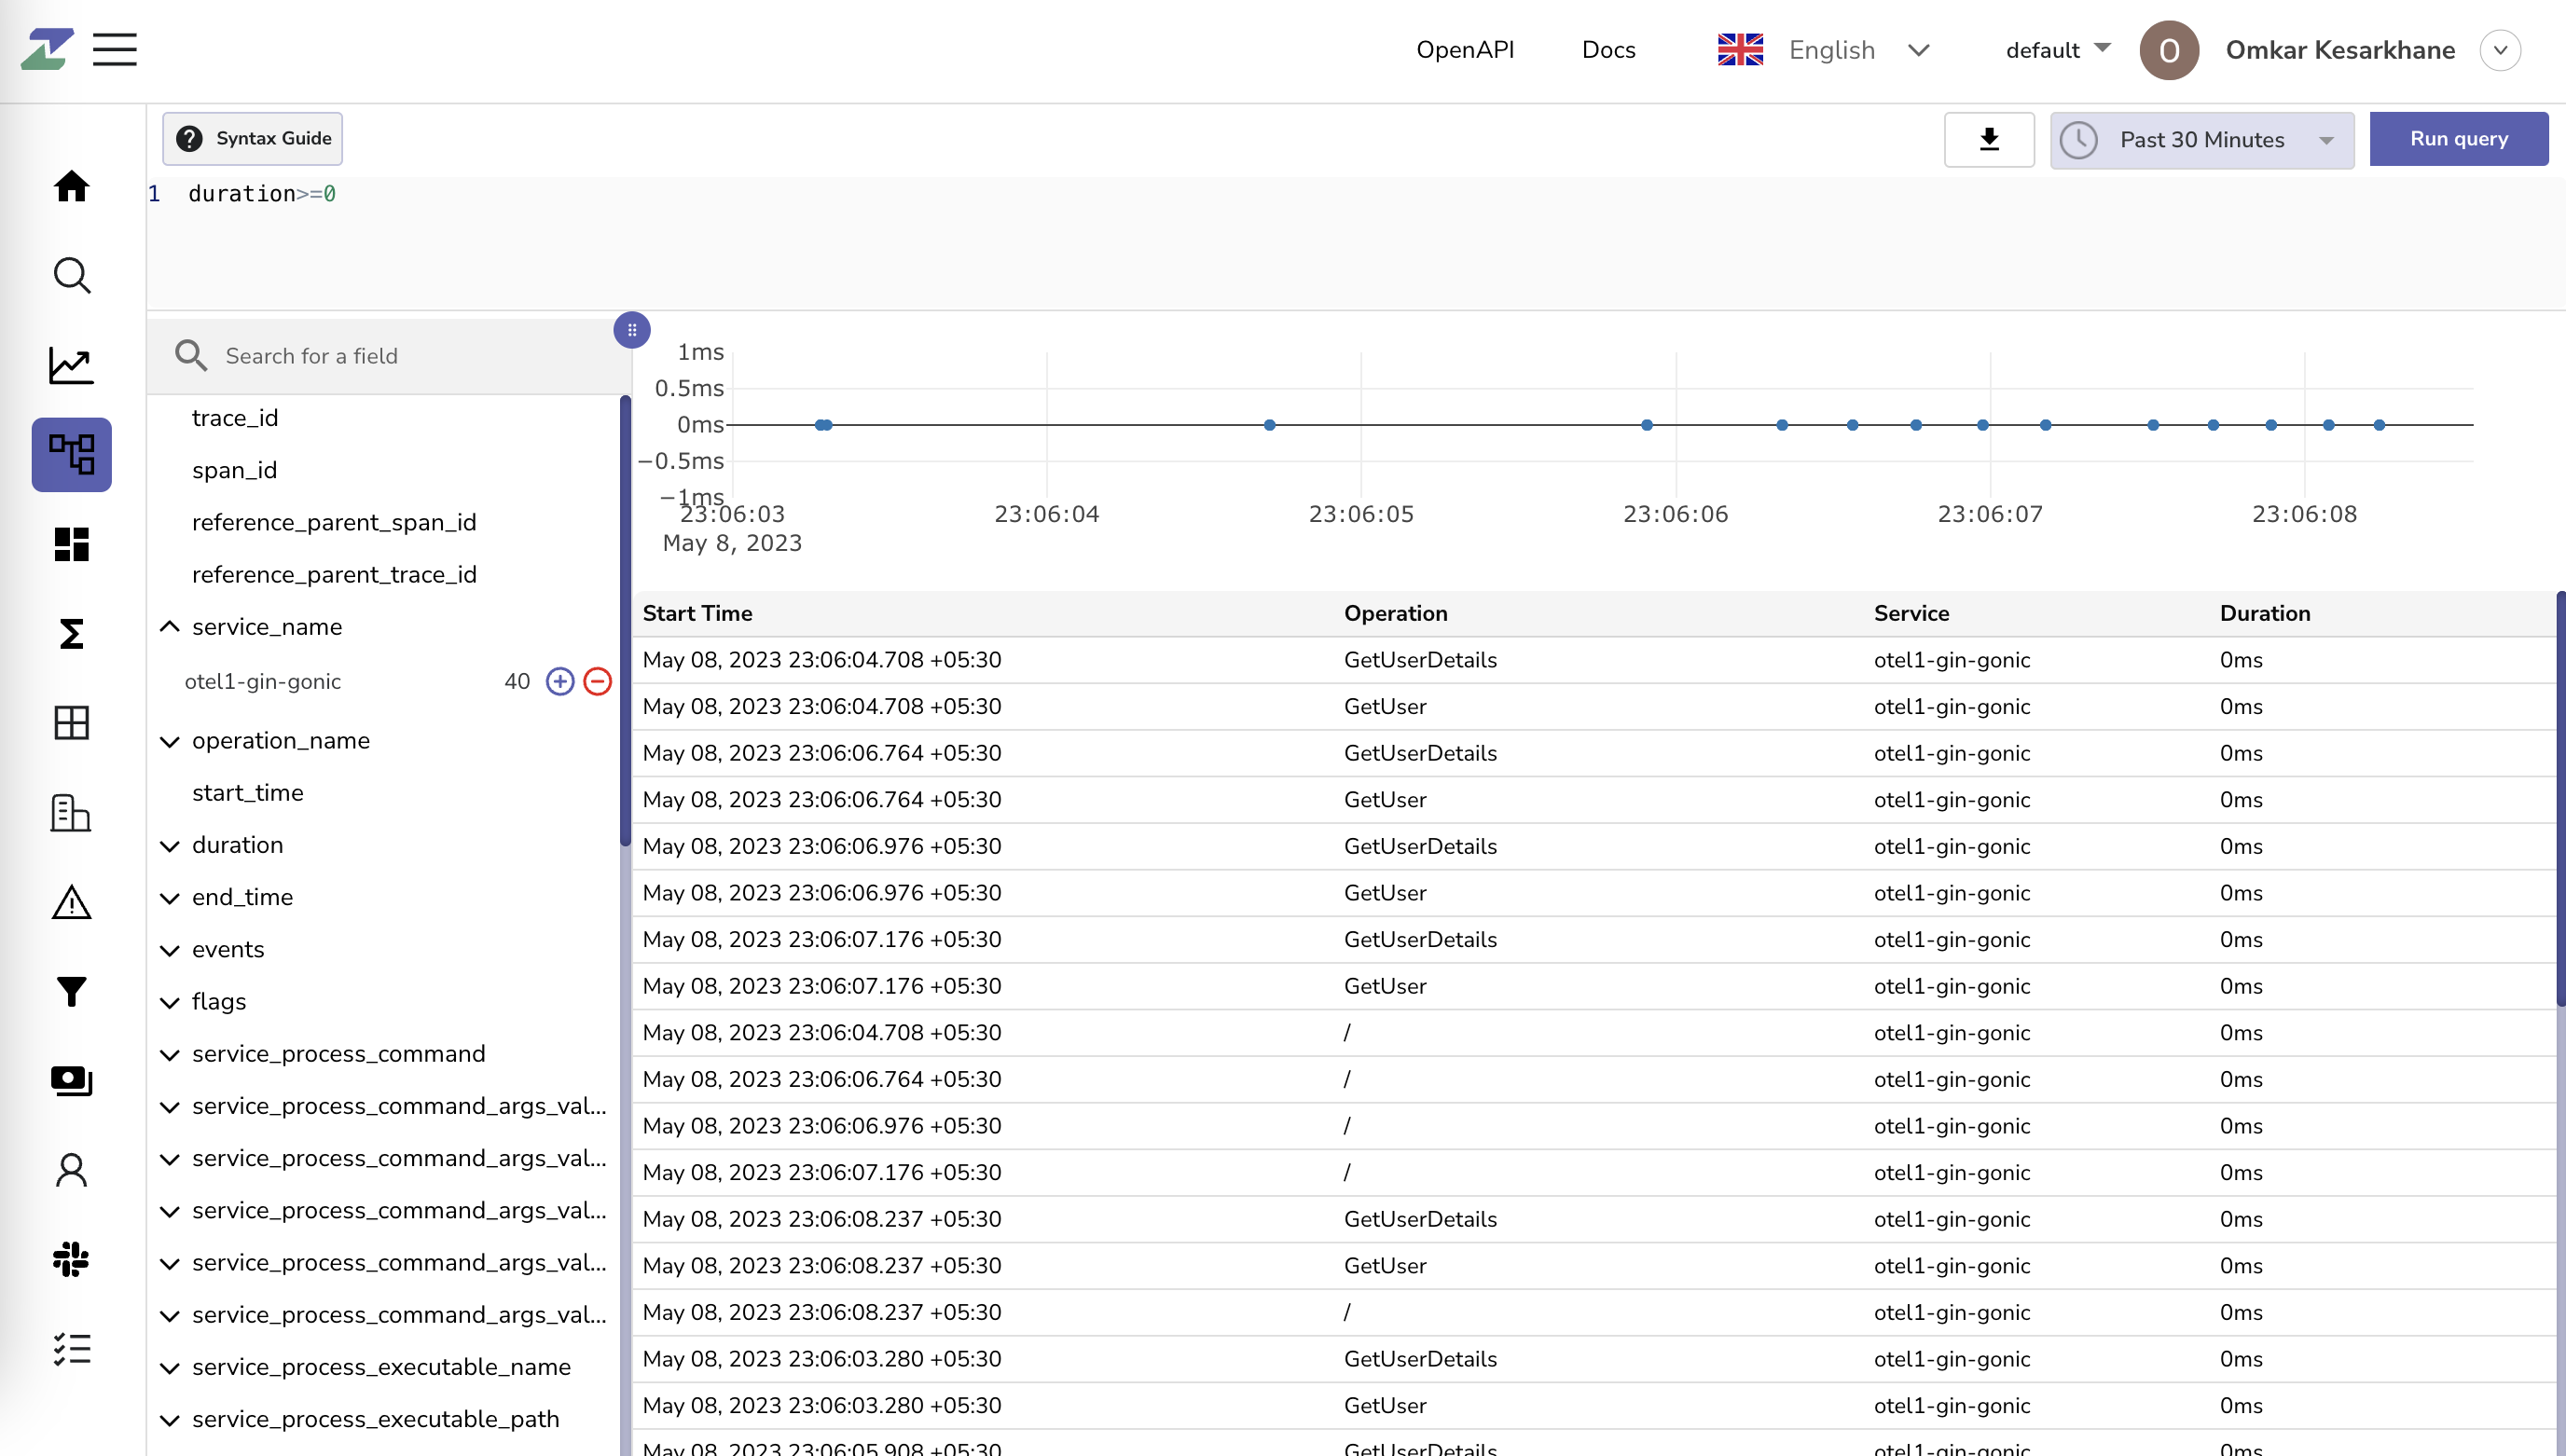 OpenAPI Docs English default O Omkar Kesarkhane
? Syntax Guide Past 30 Minutes Run query
1 duration>=0
Search for a field
trace_id
span_id
reference_parent_span_id
reference_parent_trace_id
service_name
otel1-gin-gonic 40
operation_name
start_time
duration
end_time
events
flags
service_process_command
service_process_command_args_val...
service_process_command_args_val...
service_process_command_args_val...
service_process_command_args_val...
service_process_command_args_val...
service_process_executable_name
service_process_executable_path
1ms
0.5ms
0ms
−0.5ms
−1ms
23:06:03 23:06:04 23:06:05 23:06:06 23:06:07 23:06:08
May 8, 2023
Start Time Operation Service Duration
May 08, 2023 23:06:04.708 +05:30 GetUserDetails otel1-gin-gonic 0ms
May 08, 2023 23:06:04.708 +05:30 GetUser otel1-gin-gonic 0ms
May 08, 2023 23:06:06.764 +05:30 GetUserDetails otel1-gin-gonic 0ms
May 08, 2023 23:06:06.764 +05:30 GetUser otel1-gin-gonic 0ms
May 08, 2023 23:06:06.976 +05:30 GetUserDetails otel1-gin-gonic 0ms
May 08, 2023 23:06:06.976 +05:30 GetUser otel1-gin-gonic 0ms
May 08, 2023 23:06:07.176 +05:30 GetUserDetails otel1-gin-gonic 0ms
May 08, 2023 23:06:07.176 +05:30 GetUser otel1-gin-gonic 0ms
May 08, 2023 23:06:04.708 +05:30 / otel1-gin-gonic 0ms
May 08, 2023 23:06:06.764 +05:30 / otel1-gin-gonic 0ms
May 08, 2023 23:06:06.976 +05:30 / otel1-gin-gonic 0ms
May 08, 2023 23:06:07.176 +05:30 / otel1-gin-gonic 0ms
May 08, 2023 23:06:08.237 +05:30 GetUserDetails otel1-gin-gonic 0ms
May 08, 2023 23:06:08.237 +05:30 GetUser otel1-gin-gonic 0ms
May 08, 2023 23:06:08.237 +05:30 / otel1-gin-gonic 0ms
May 08, 2023 23:06:03.280 +05:30 GetUserDetails otel1-gin-gonic 0ms
May 08, 2023 23:06:03.280 +05:30 GetUser otel1-gin-gonic 0ms
May 08, 2023 23:06:05.908 +05:30 GetUserDetails otel1-gin-gonic 0ms